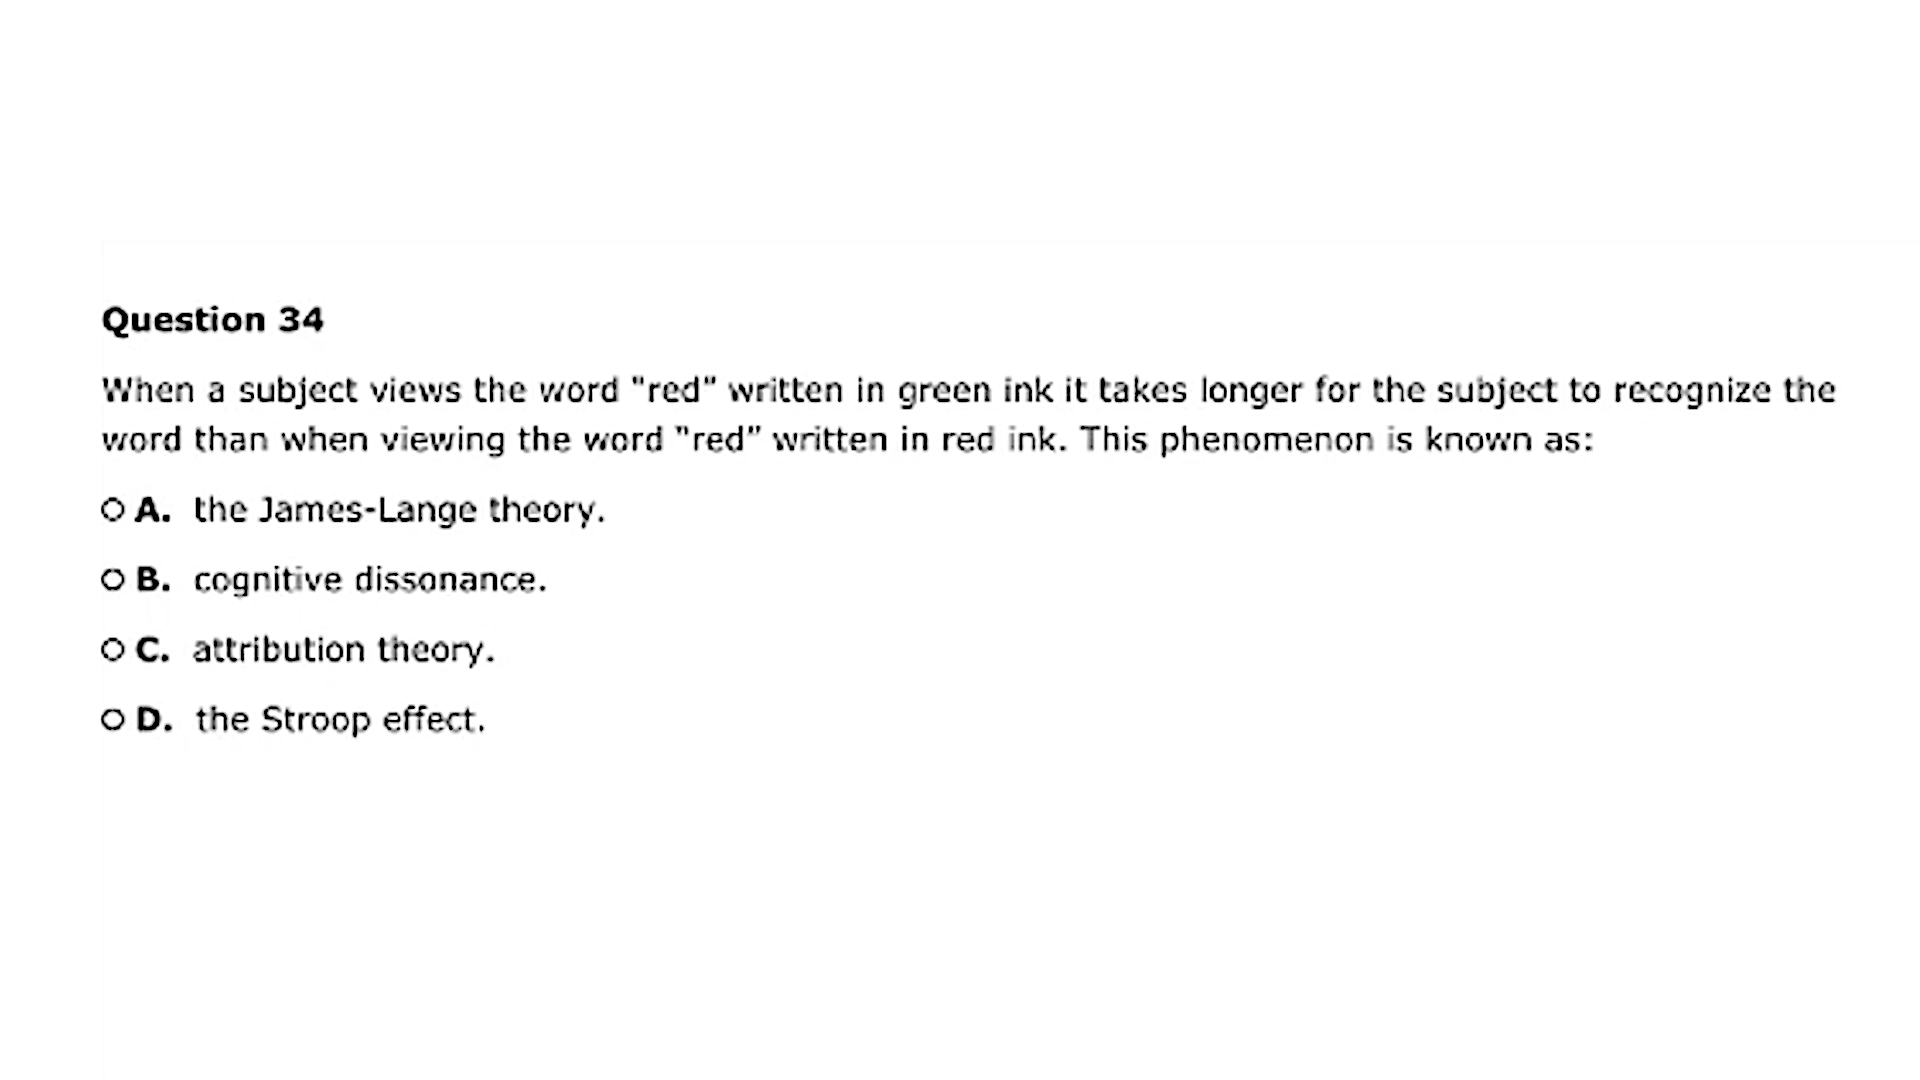 Question 34
When a subject views the word "red" written in green ink it takes longer for the subject to recognize the
word than when viewing the word "red" written in red ink. This phenomenon is known as:
A. the James-Lange theory.
B. cognitive dissonance.
C. attribution theory.
D. the Stroop effect.